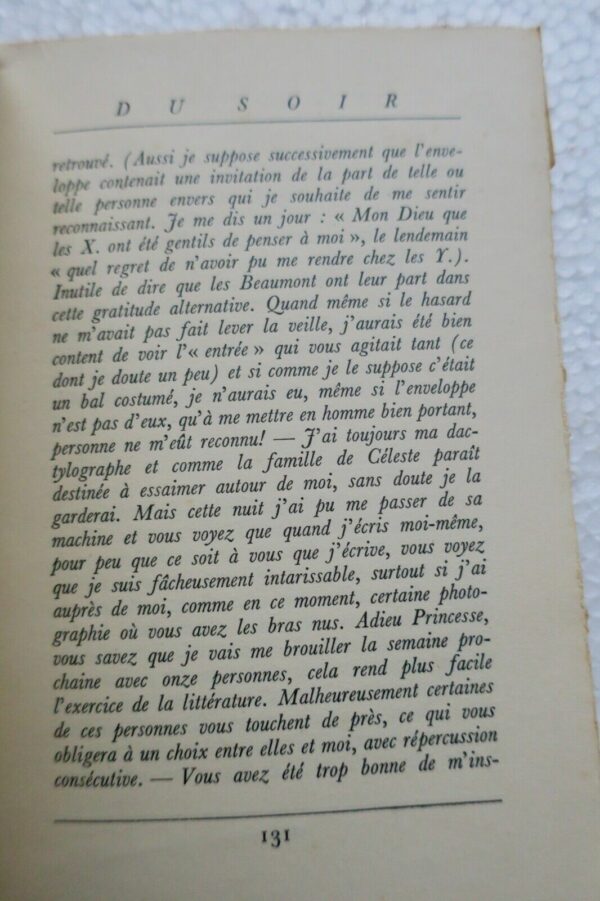 DU SOIR
retrouvé. (Aussi je suppose successivement que l'enve-
loppe contenait une invitation de la part de telle ou
telle personne envers qui je souhaite de me sentir
reconnaissant. Je me dis un jour : « Mon Dieu que
les X. ont été gentils de penser à moi », le lendemain
« quel regret de n'avoir pu me rendre chez les Y.).
Inutile de dire que les Beaumont ont leur part dans
cette gratitude alternative. Quand même si le hasard
ne m'avait pas fait lever la veille, j'aurais été bien
content de voir l'« entrée » qui vous agitait tant (ce
dont je doute un peu) et si comme je le suppose c'était
un bal costumé, je n'aurais eu, même si l'enveloppe
n'est pas d'eux, qu'à me mettre en homme bien portant,
personne ne m'eût reconnu! — J'ai toujours ma dac-
tylographe et comme la famille de Céleste paraît
destinée à essaimer autour de moi, sans doute je la
garderai. Mais cette nuit j'ai pu me passer de sa
machine et vous voyez que quand j'écris moi-même,
pour peu que ce soit à vous que j'écrive, vous voyez
que je suis fâcheusement intarissable, surtout si j'ai
auprès de moi, comme en ce moment, certaine photo-
graphie où vous avez les bras nus. Adieu Princesse,
vous savez que je vais me brouiller la semaine pro-
chaine avec onze personnes, cela rend plus facile
l'exercice de la littérature. Malheureusement certaines
de ces personnes vous touchent de près, ce qui vous
obligera à un choix entre elles et moi, avec répercussion
consécutive. — Vous avez été trop bonne de m'ins-
131